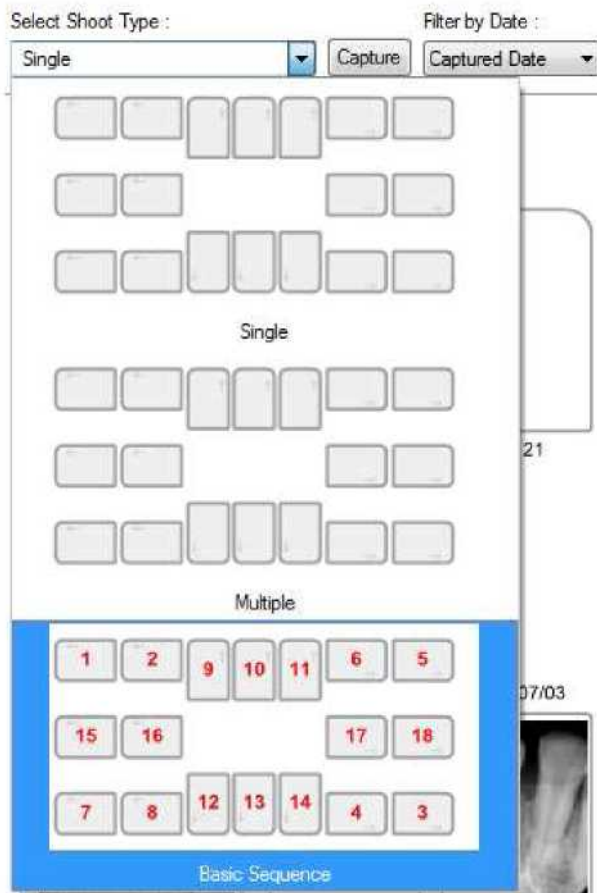 Select Shoot Type : Filter by Date :
Single Capture Captured Date
Single
21
Multiple
1 2 9 10 11 6 5
07/03
15 16 17 18
7 8 12 13 14 4 3
Basic Sequence